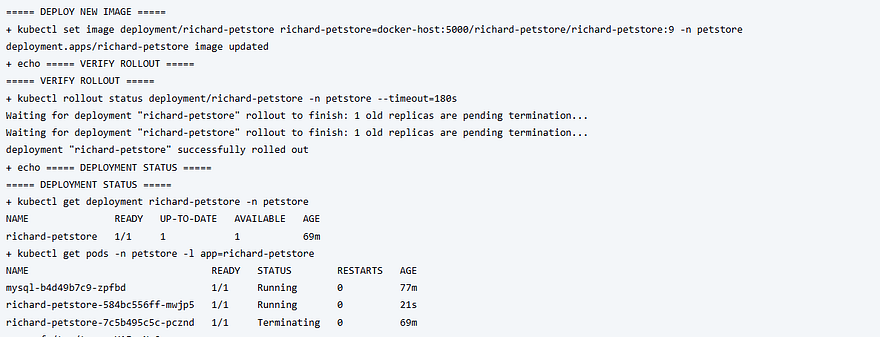 ===== DEPLOY NEW IMAGE =====
+ kubectl set image deployment/richard-petstore richard-petstore=docker-host:5000/richard-petstore/richard-petstore:9 -n petstore
deployment.apps/richard-petstore image updated
+ echo ===== VERIFY ROLLOUT =====
===== VERIFY ROLLOUT =====
+ kubectl rollout status deployment/richard-petstore -n petstore --timeout=180s
Waiting for deployment "richard-petstore" rollout to finish: 1 old replicas are pending termination...
Waiting for deployment "richard-petstore" rollout to finish: 1 old replicas are pending termination...
deployment "richard-petstore" successfully rolled out
+ echo ===== DEPLOYMENT STATUS =====
===== DEPLOYMENT STATUS =====
+ kubectl get deployment richard-petstore -n petstore
NAME               READY   UP-TO-DATE   AVAILABLE   AGE
richard-petstore   1/1     1            1           69m
+ kubectl get pods -n petstore -l app=richard-petstore
NAME                                READY   STATUS        RESTARTS   AGE
mysql-b4d49b7c9-zpfbd               1/1     Running       0          77m
richard-petstore-584bc556ff-mwjp5   1/1     Running       0          21s
richard-petstore-7c5b495c5c-pcznd   1/1     Terminating   0          69m